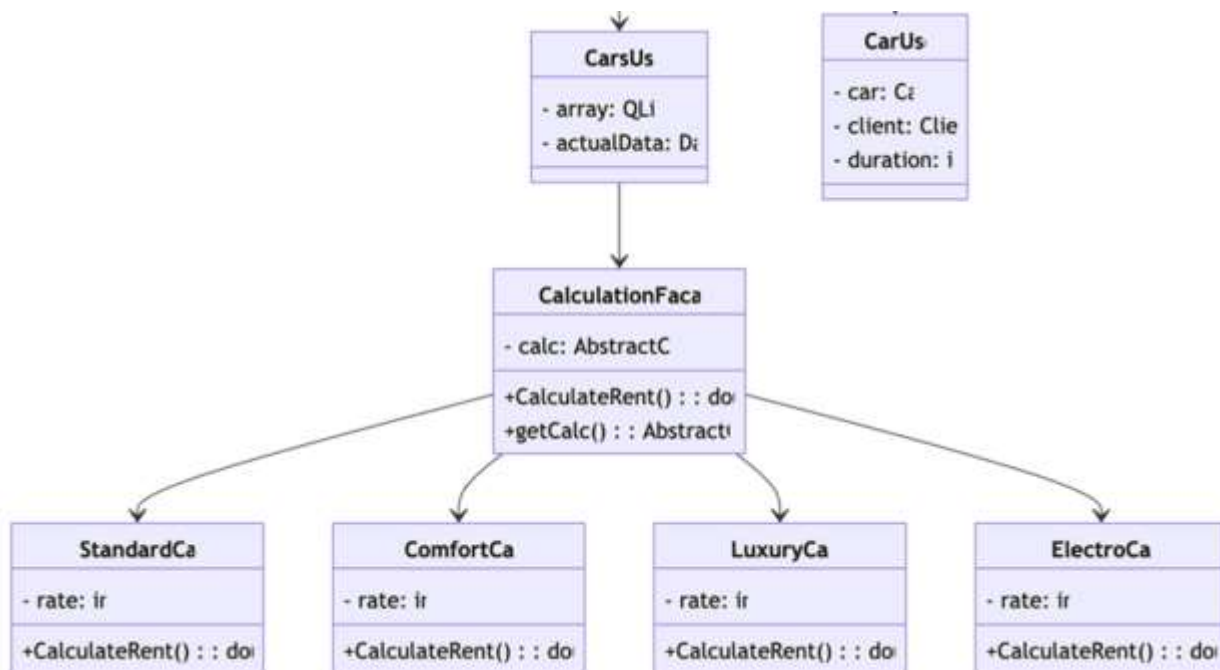 CarsUs
- array: QLi
- actualData: Da
CarUs
- car: Ca
- client: Clie
- duration: i
CalculationFaca
- calc: AbstractC
+CalculateRent() : : do
+getCalc() : : Abstract
StandardCa
- rate: ir
+CalculateRent() : : do
ComfortCa
- rate: ir
+CalculateRent() : : do
LuxuryCa
- rate: ir
+CalculateRent() : : do
ElectroCa
- rate: ir
+CalculateRent() : : do